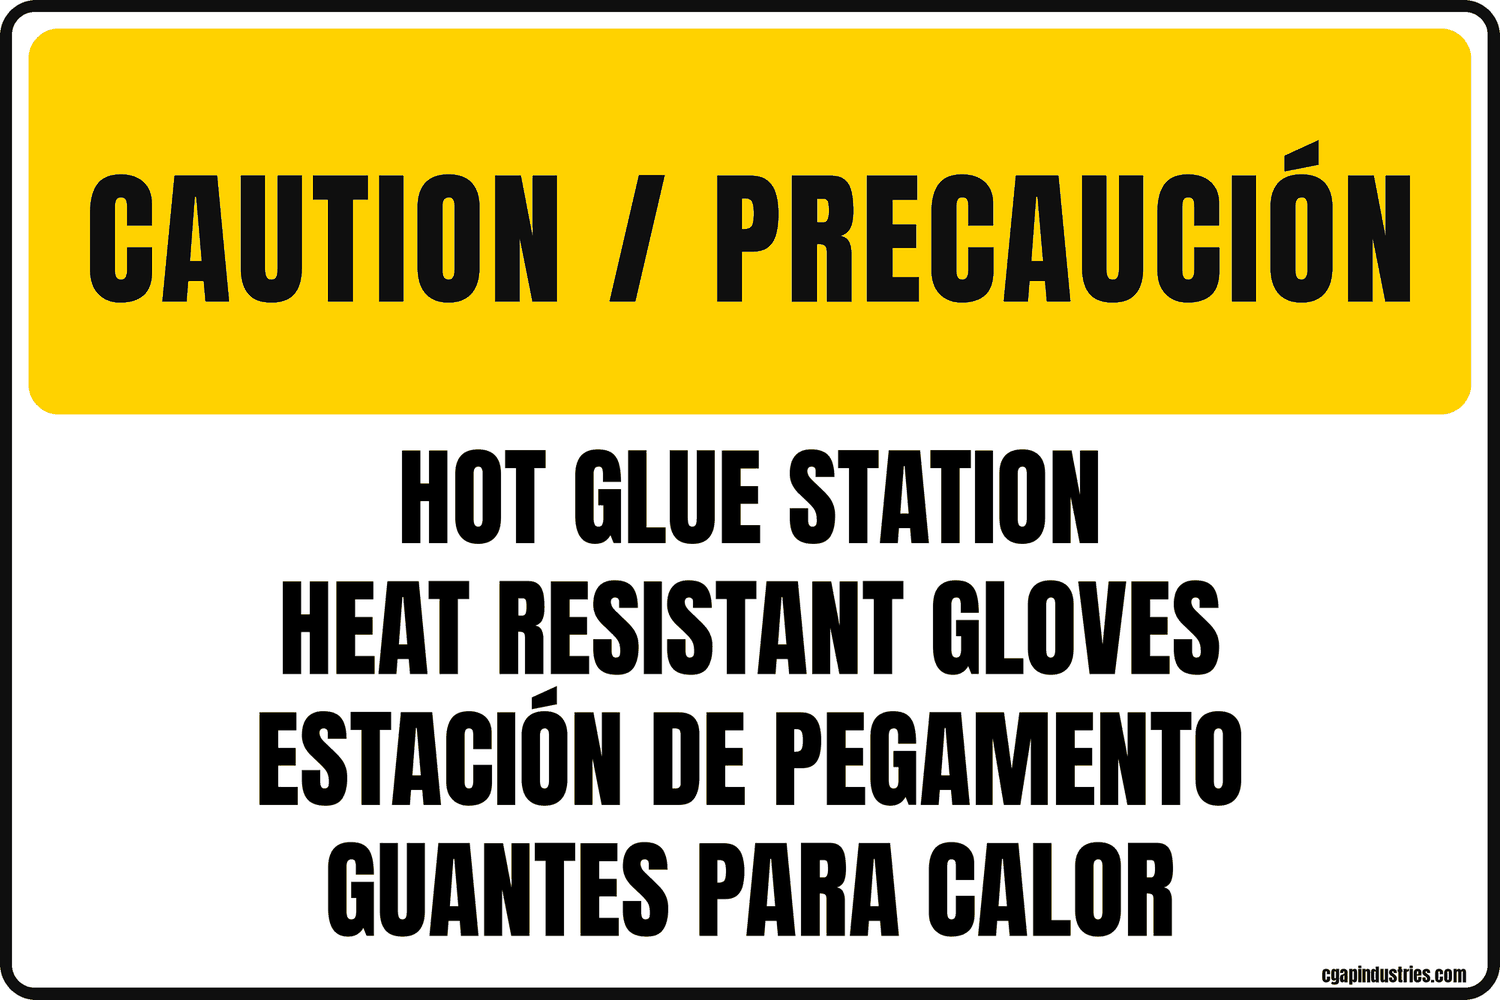 CAUTION / PRECAUCIÓN
HOT GLUE STATION
HEAT RESISTANT GLOVES
ESTACIÓN DE PEGAMENTO
GUANTES PARA CALOR
cgapindustries.com